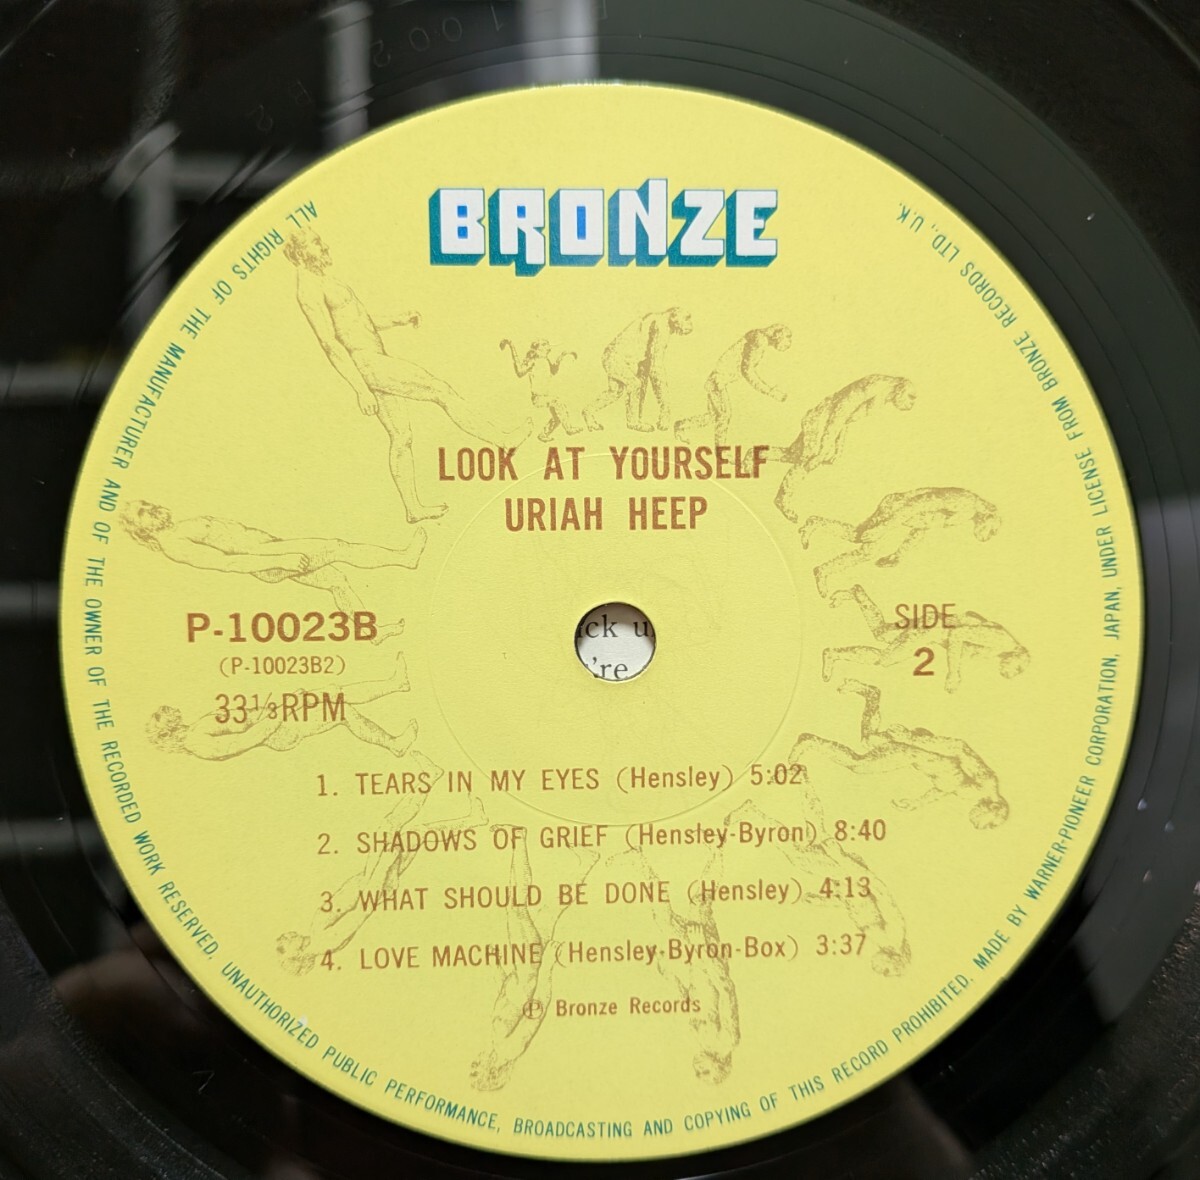 BRONZE
LOOK AT YOURSELF
URIAH HEEP
P-10023B
(P-10023B2)
33⅓RPM
SIDE
2
ck u
're
1. TEARS IN MY EYES (Hensley) 5:02
2. SHADOWS OF GRIEF (Hensley-Byron) 8:40
3. WHAT SHOULD BE DONE (Hensley) 4:13
4. LOVE MACHINE (Hensley-Byron-Box) 3:37
Ⓟ Bronze Records
ALL RIGHTS OF THE MANUFACTURER AND OF THE OWNER OF THE RECORDED WORK RESERVED. UNAUTHORIZED PUBLIC PERFORMANCE, BROADCASTING AND COPYING OF THIS RECORD PROHIBITED. MADE BY WARNER-PIONEER CORPORATION, JAPAN, UNDER LICENSE FROM BRONZE RECORDS LTD., U.K.